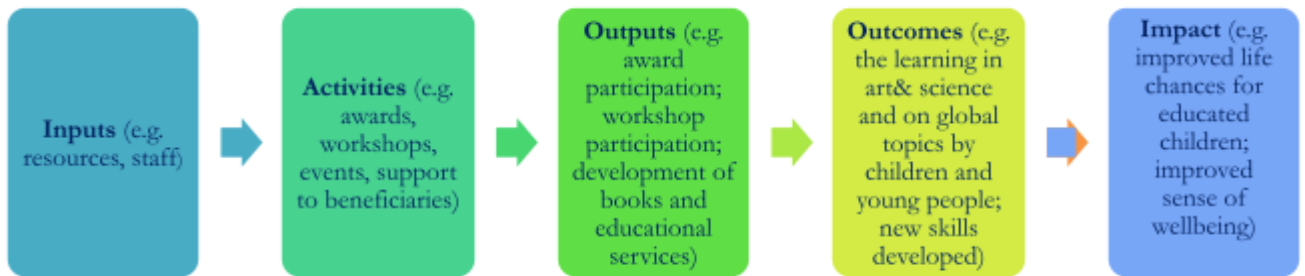 Inputs (e.g.
resources, staff)
Activities (e.g.
awards,
workshops,
events, support
to beneficiaries)
Outputs (e.g.
award
participation;
workshop
participation;
development of
books and
educational
services)
Outcomes (e.g.
the learning in
art& science
and on global
topics by
children and
young people;
new skills
developed)
Impact (e.g.
improved life
chances for
educated
children;
improved
sense of
wellbeing)